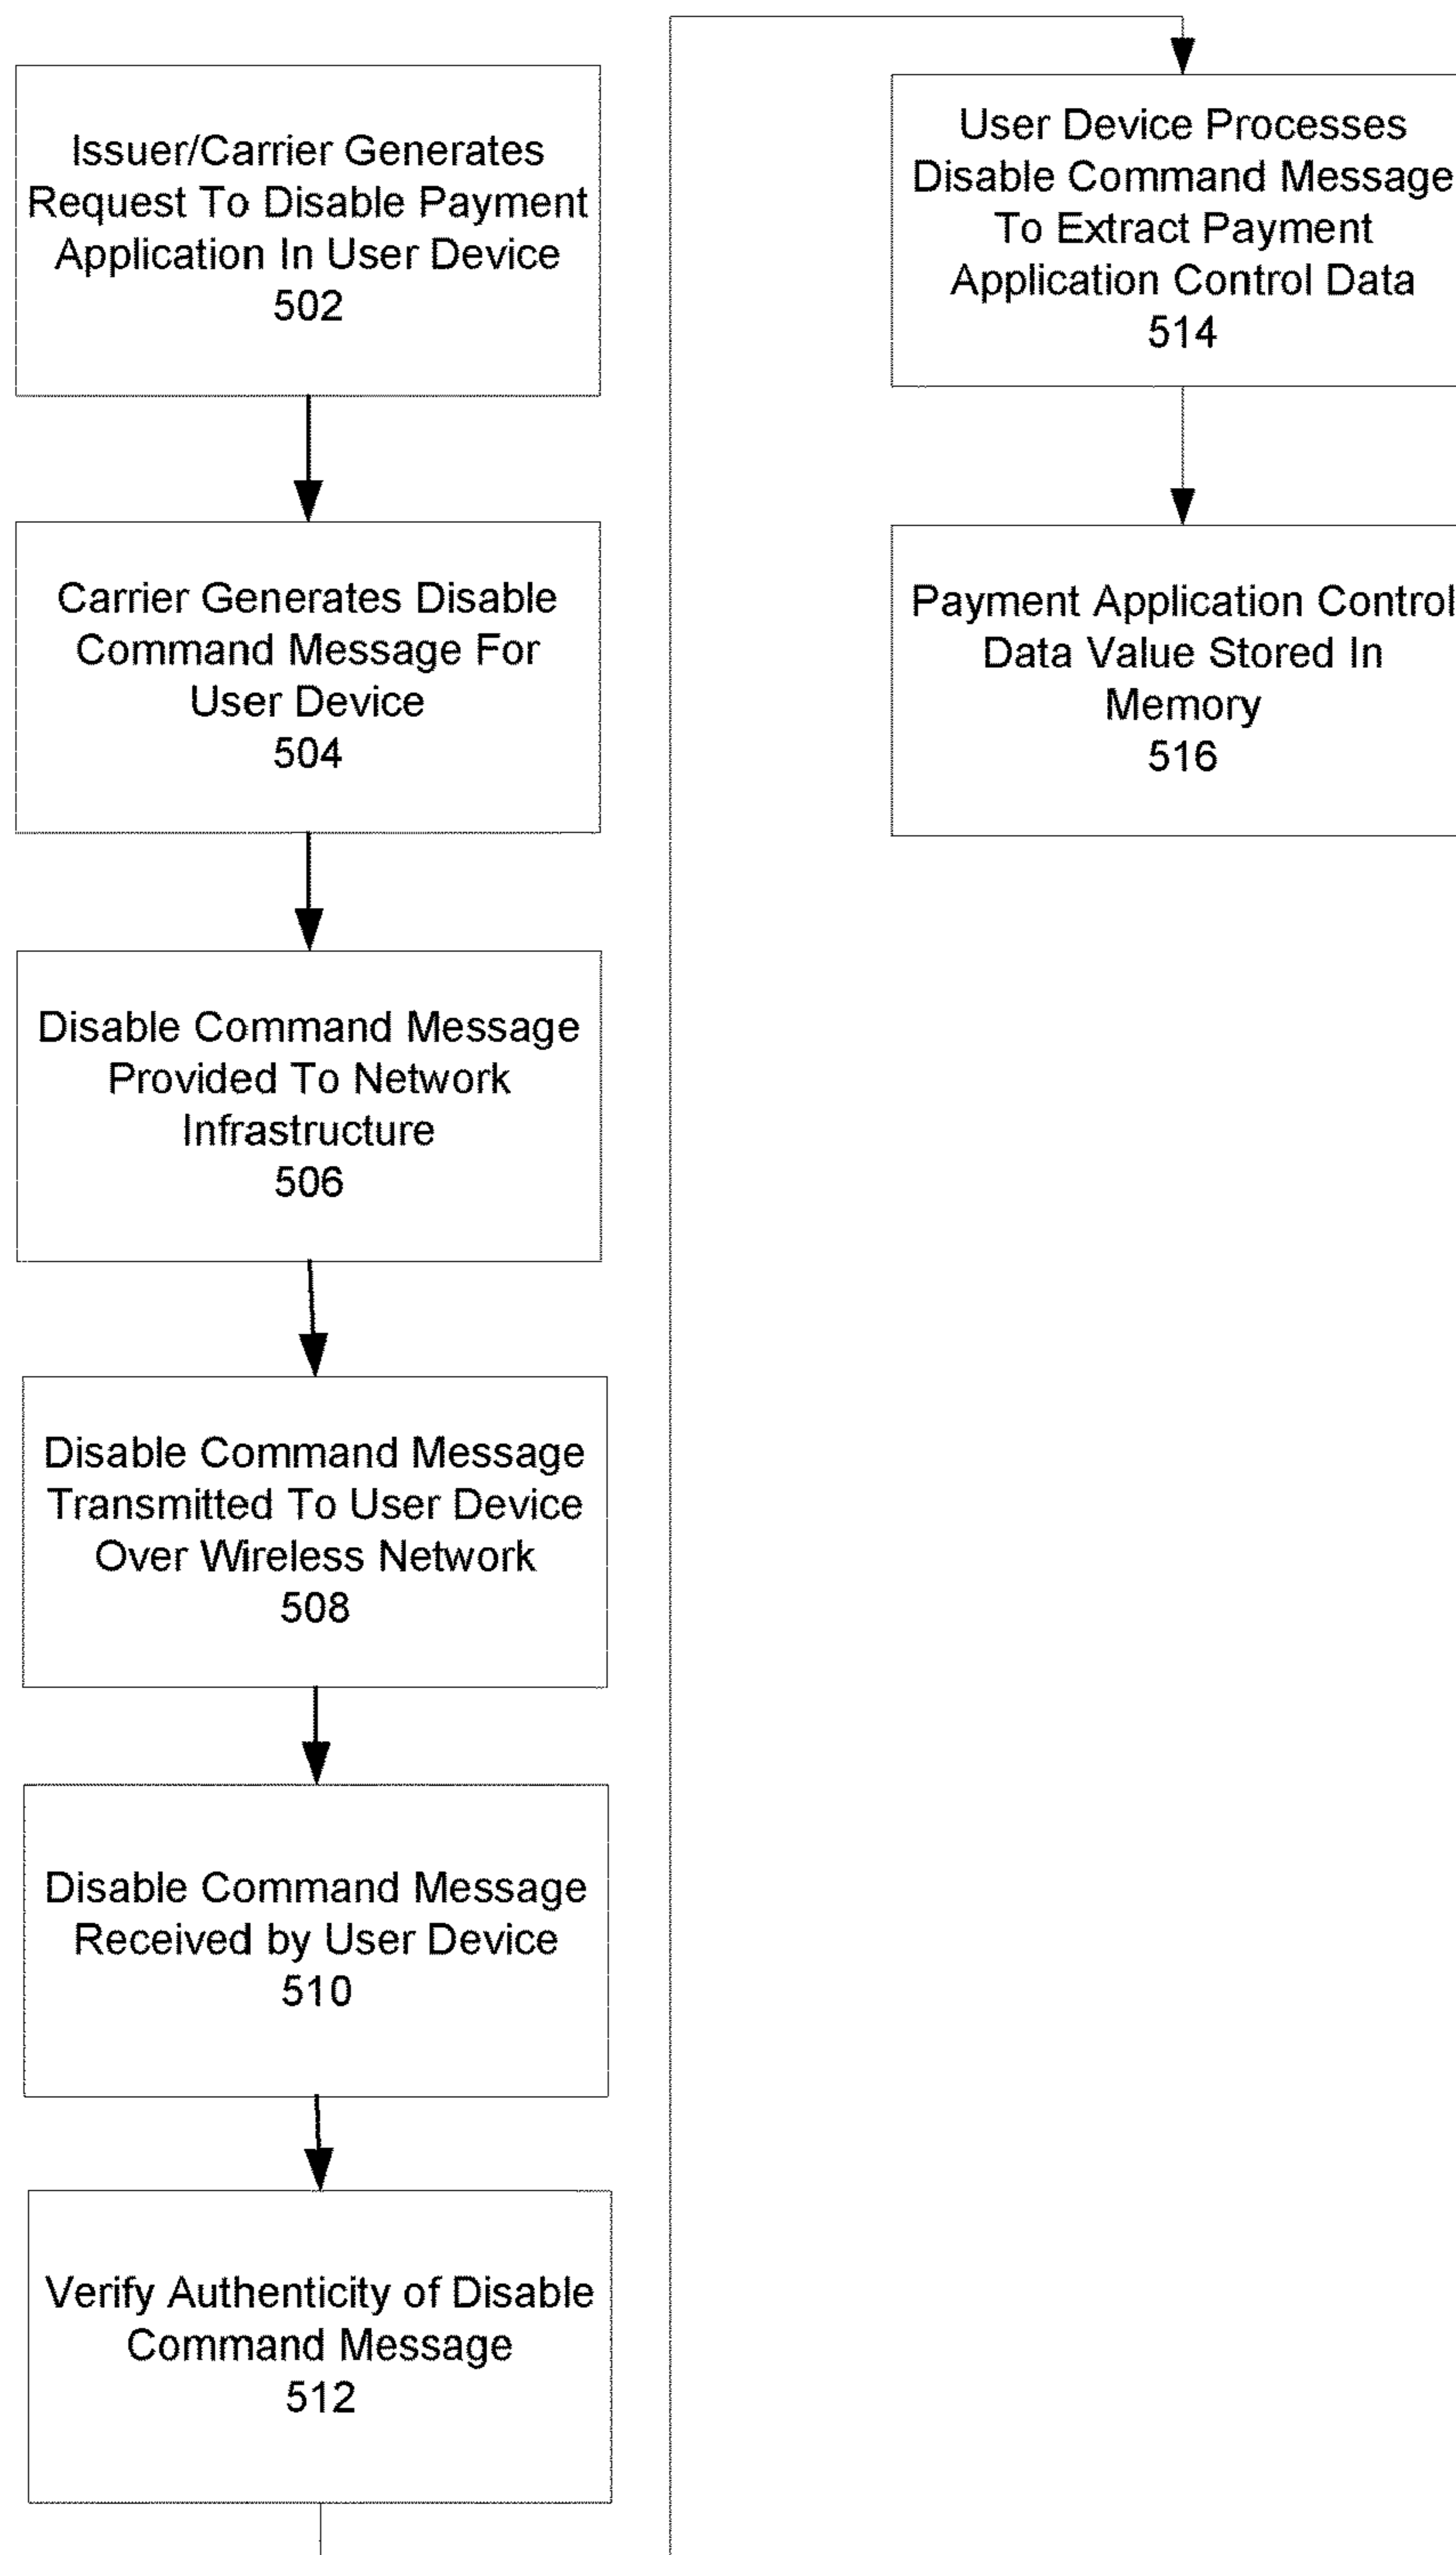 Issuer/Carrier Generates
Request To Disable Payment
Application In User Device
502
Carrier Generates Disable
Command Message For
User Device
504
Disable Command Message
Provided To Network
Infrastructure
506
Disable Command Message
Transmitted To User Device
Over Wireless Network
508
Disable Command Message
Received by User Device
510
Verify Authenticity of Disable
Command Message
512
User Device Processes
Disable Command Message
To Extract Payment
Application Control Data
514
Payment Application Control
Data Value Stored In
Memory
516